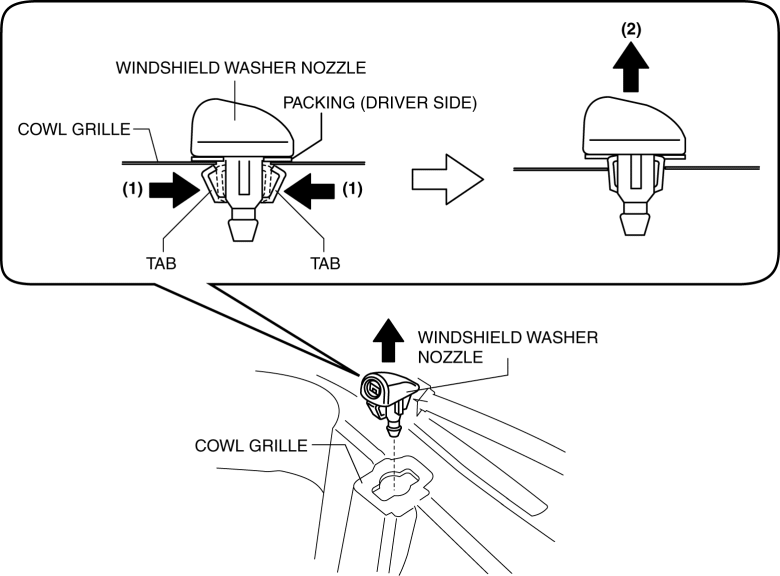 (2)
WINDSHIELD WASHER NOZZLE
PACKING (DRIVER SIDE)
COWL GRILLE
(1)
(1)
TAB
TAB
WINDSHIELD WASHER
NOZZLE
COWL GRILLE